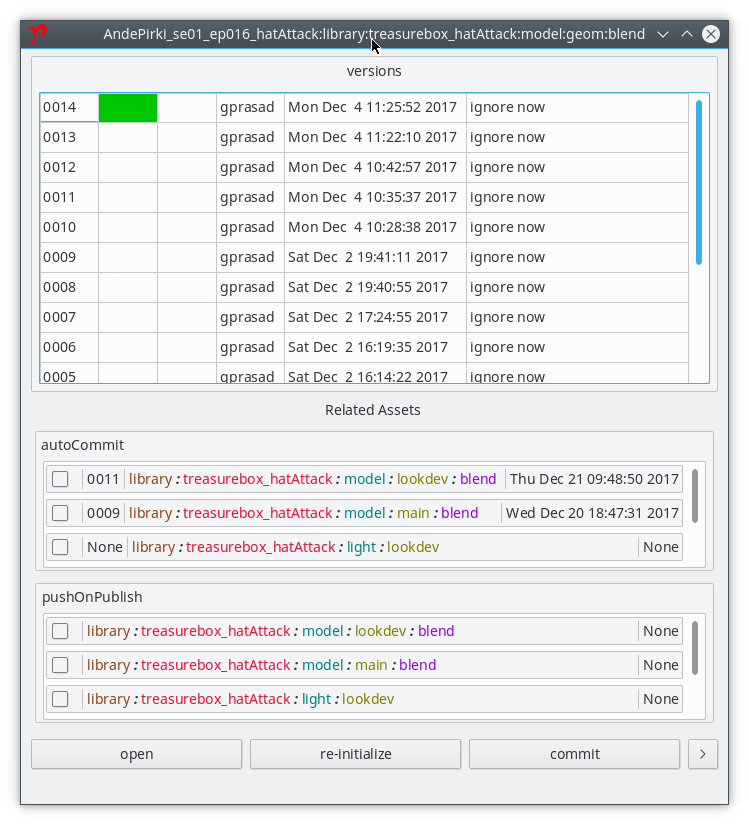 AndePirki_se01_ep016_hatAttack:library:treasurebox_hatAttack:model:geom:blend
versions
0014 gprasad Mon Dec  4 11:25:52 2017 ignore now
0013 gprasad Mon Dec  4 11:22:10 2017 ignore now
0012 gprasad Mon Dec  4 10:42:57 2017 ignore now
0011 gprasad Mon Dec  4 10:35:37 2017 ignore now
0010 gprasad Mon Dec  4 10:28:38 2017 ignore now
0009 gprasad Sat Dec  2 19:41:11 2017 ignore now
0008 gprasad Sat Dec  2 19:40:55 2017 ignore now
0007 gprasad Sat Dec  2 17:24:55 2017 ignore now
0006 gprasad Sat Dec  2 16:19:35 2017 ignore now
0005 gprasad Sat Dec  2 16:14:22 2017 ignore now
Related Assets
autoCommit
0011 library:treasurebox_hatAttack:model:lookdev:blend Thu Dec 21 09:48:50 2017
0009 library:treasurebox_hatAttack:model:main:blend Wed Dec 20 18:47:31 2017
None library:treasurebox_hatAttack:light:lookdev None
pushOnPublish
library:treasurebox_hatAttack:model:lookdev:blend None
library:treasurebox_hatAttack:model:main:blend None
library:treasurebox_hatAttack:light:lookdev None
open re-initialize commit >